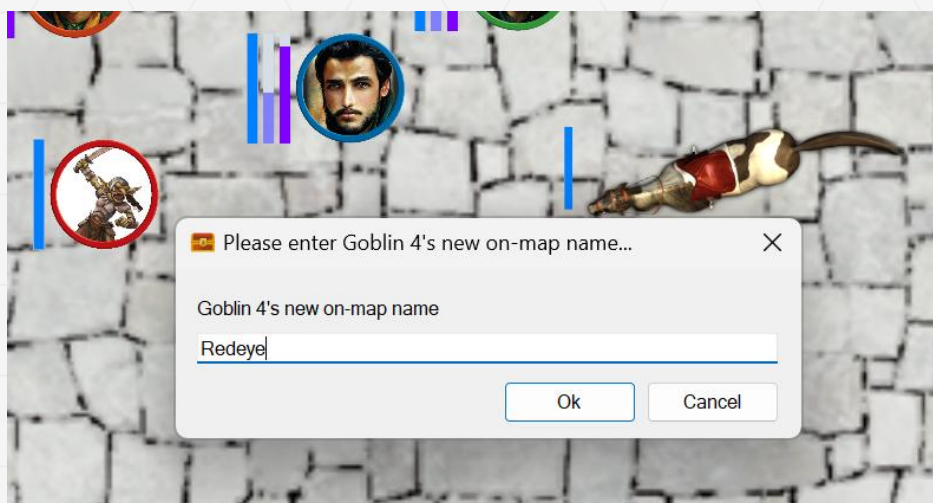 Please enter Goblin 4's new on-map name...
Goblin 4's new on-map name
Redeye
Ok Cancel